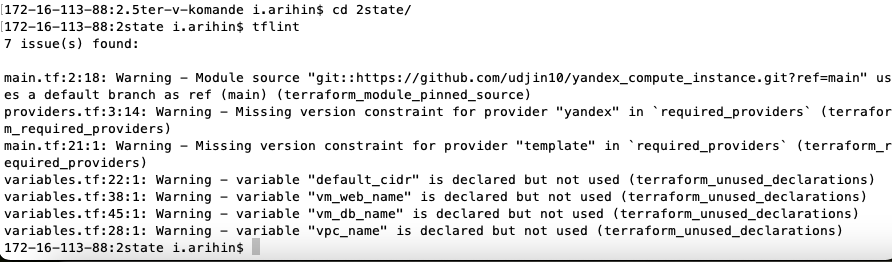 [172-16-113-88:2.5ter-v-komande i.arihin$ cd 2state/
[172-16-113-88:2state i.arihin$ tflint
7 issue(s) found:
main.tf:2:18: Warning – Module source "git::https://github.com/udjin10/yandex_compute_instance.git?ref=main" us
es a default branch as ref (main) (terraform_module_pinned_source)
providers.tf:3:14: Warning – Missing version constraint for provider "yandex" in `required_providers` (terrafor
m_required_providers)
main.tf:21:1: Warning – Missing version constraint for provider "template" in `required_providers` (terraform_r
equired_providers)
variables.tf:22:1: Warning – variable "default_cidr" is declared but not used (terraform_unused_declarations)
variables.tf:38:1: Warning – variable "vm_web_name" is declared but not used (terraform_unused_declarations)
variables.tf:45:1: Warning – variable "vm_db_name" is declared but not used (terraform_unused_declarations)
variables.tf:28:1: Warning – variable "vpc_name" is declared but not used (terraform_unused_declarations)
172-16-113-88:2state i.arihin$